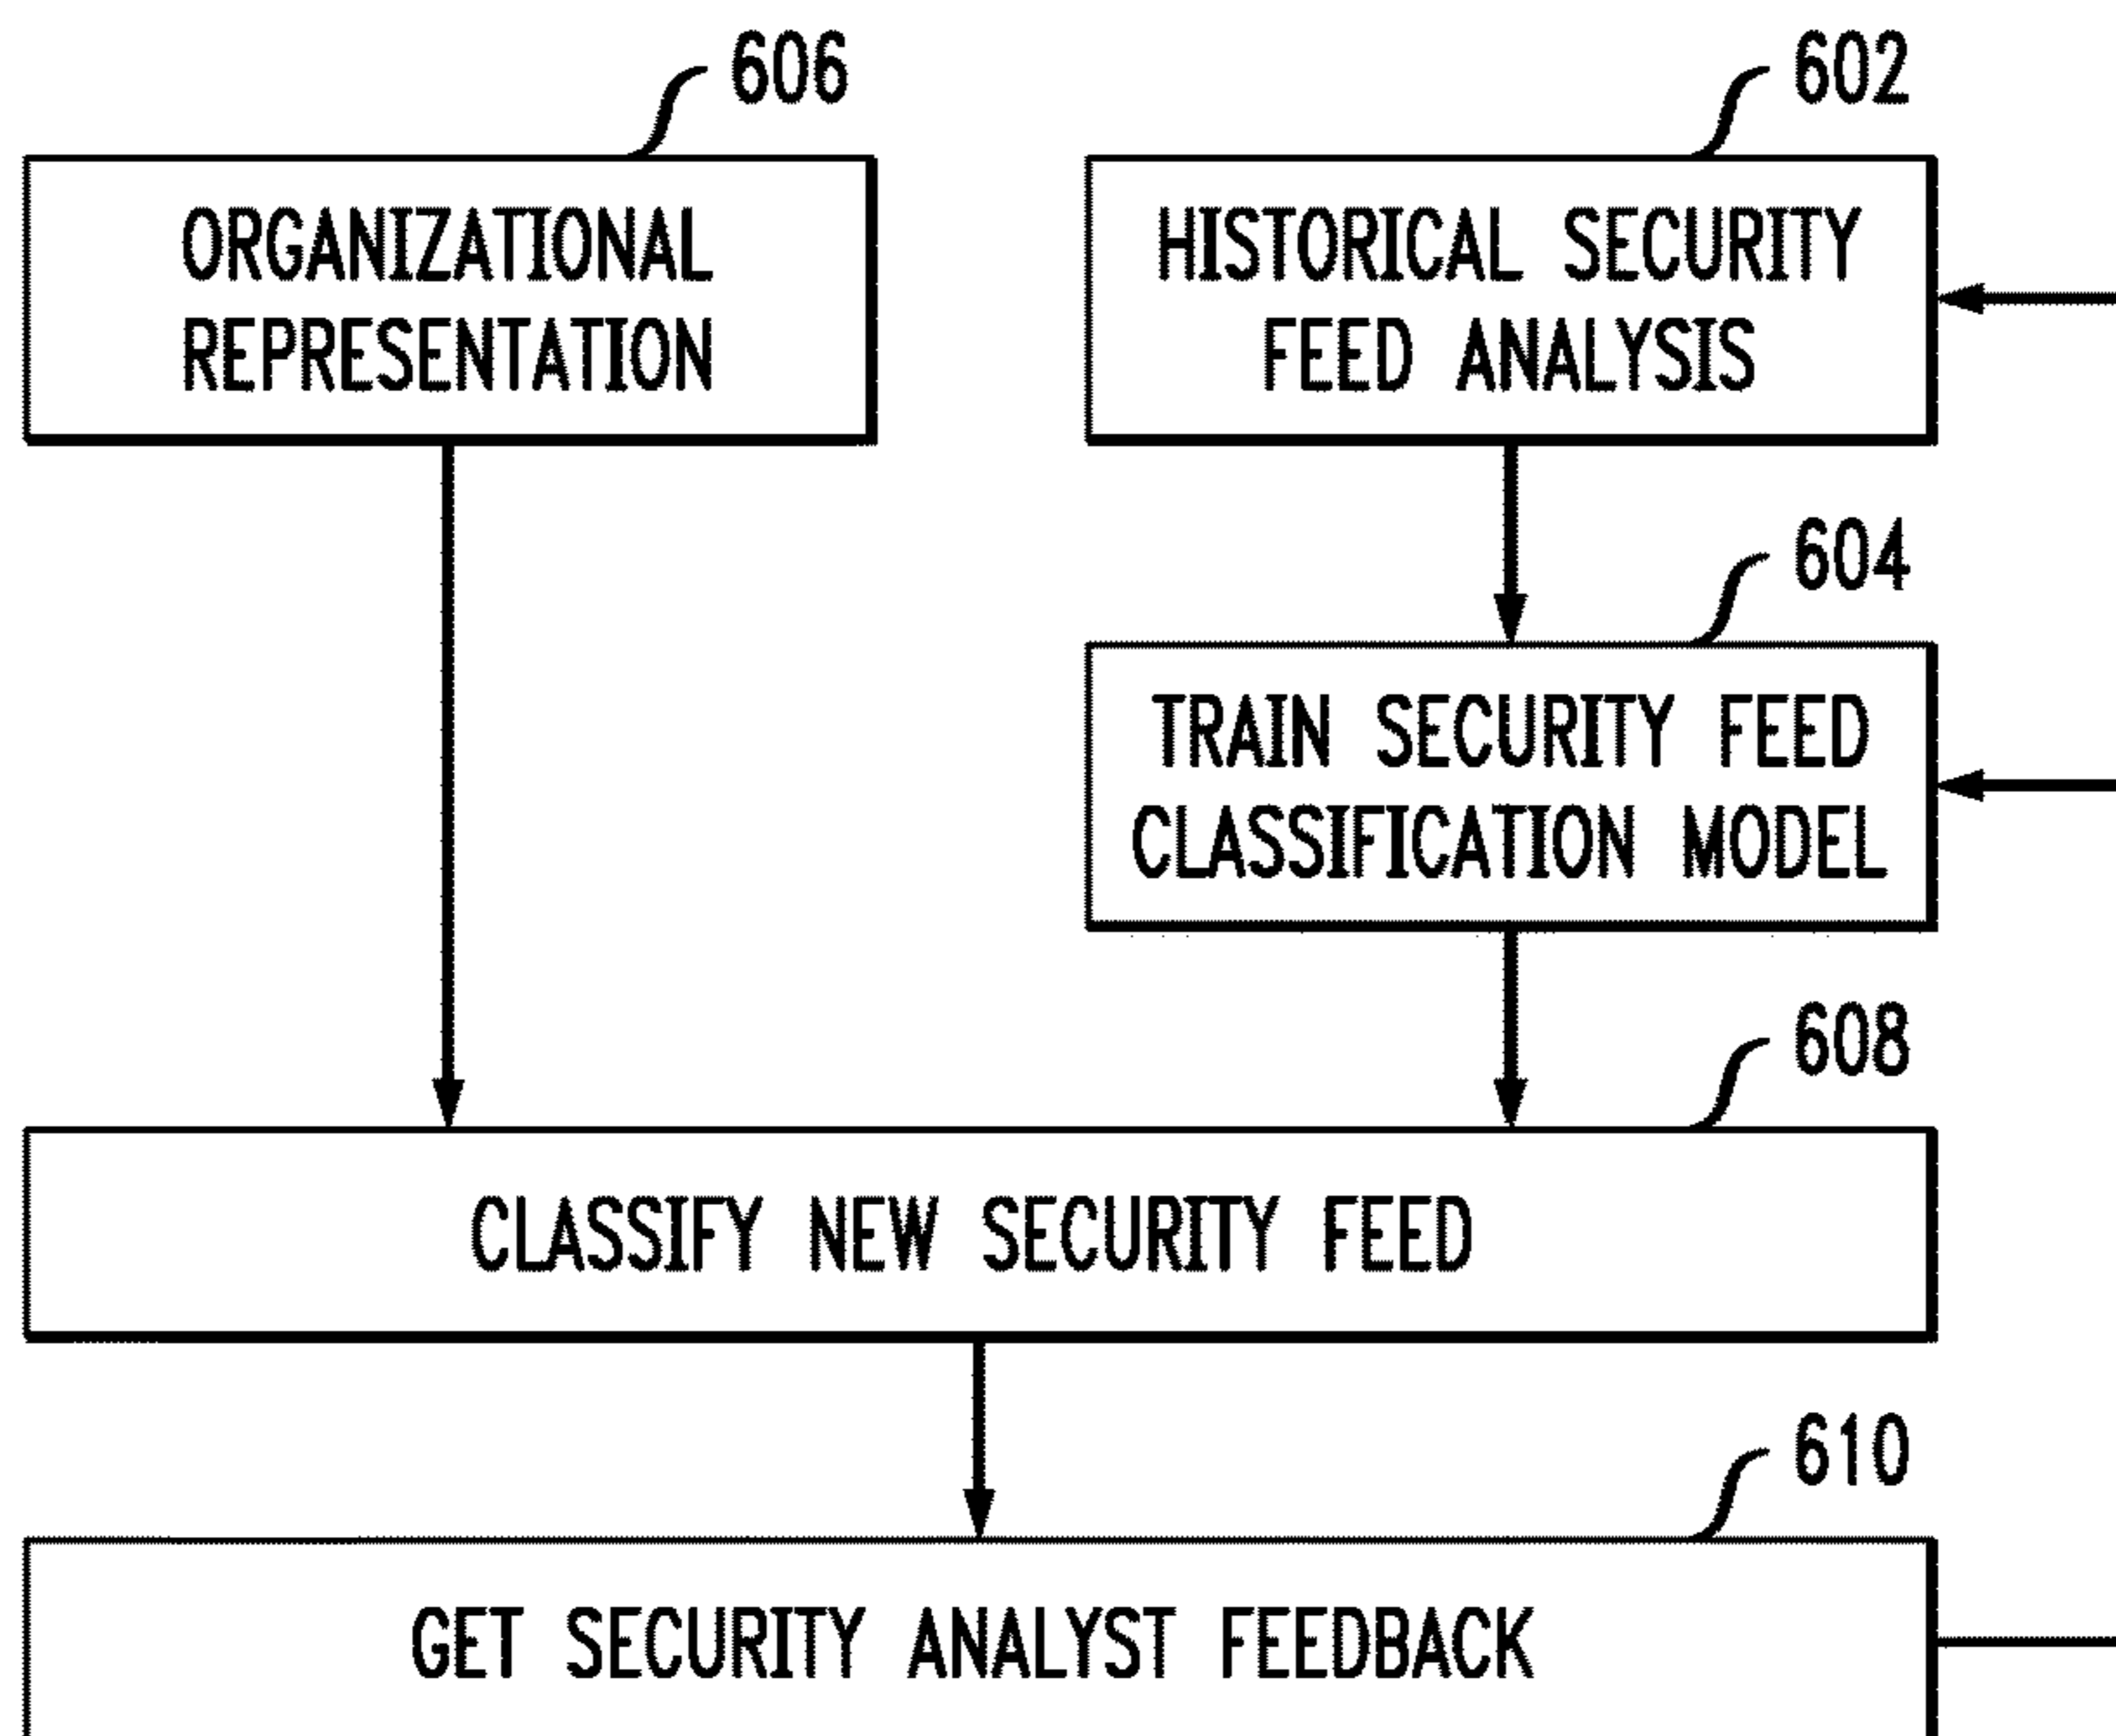 606
ORGANIZATIONAL
REPRESENTATION
602
HISTORICAL SECURITY
FEED ANALYSIS
604
TRAIN SECURITY FEED
CLASSIFICATION MODEL
608
CLASSIFY NEW SECURITY FEED
610
GET SECURITY ANALYST FEEDBACK